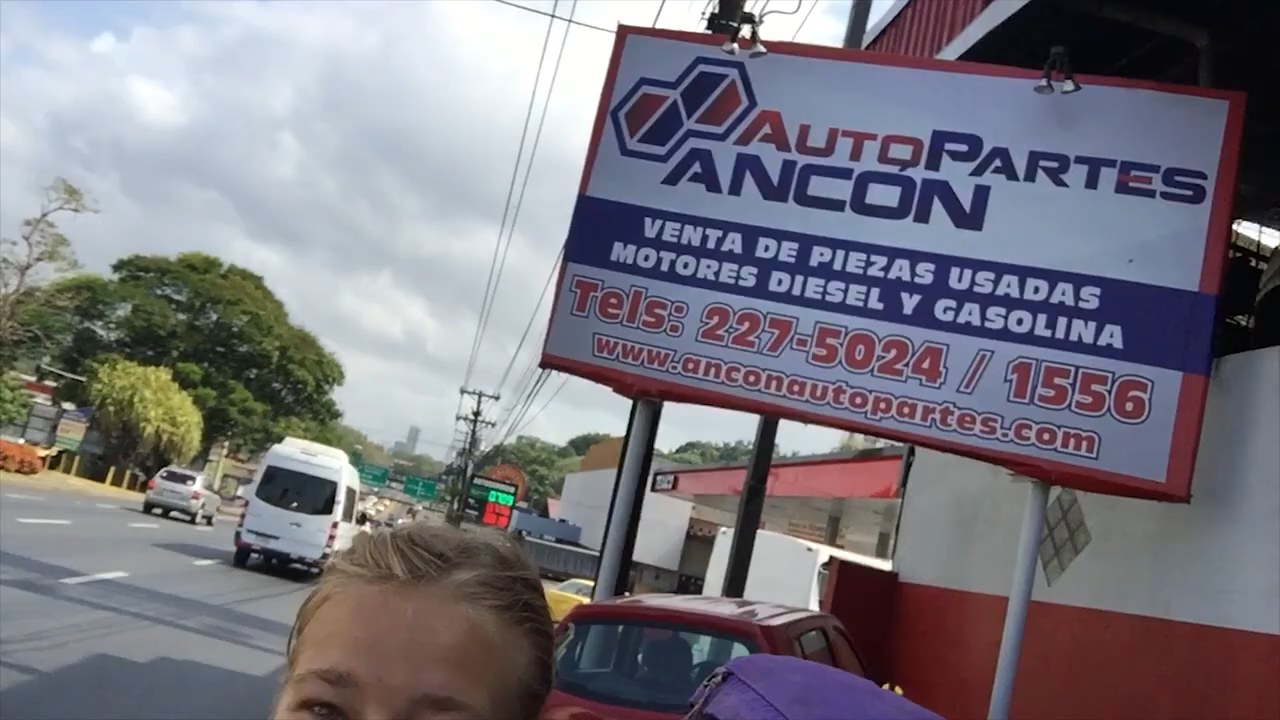 AUTOPARTES
ANCÓN
VENTA DE PIEZAS USADAS
MOTORES DIESEL Y GASOLINA
Tels: 227-5024 / 1556
www.anconautopartes.com